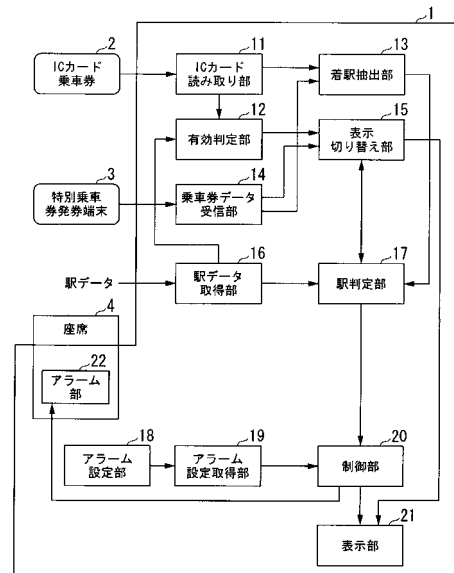 1
2
ICカード
乗車券
11
ICカード
読み取り部
13
着駅抽出部
12
有効判定部
15
表示
切り替え部
3
特別乗車
券発券端末
14
乗車券データ
受信部
駅データ
16
駅データ
取得部
17
駅判定部
4
座席
22
アラーム
部
18
アラーム
設定部
19
アラーム
設定取得部
20
制御部
21
表示部